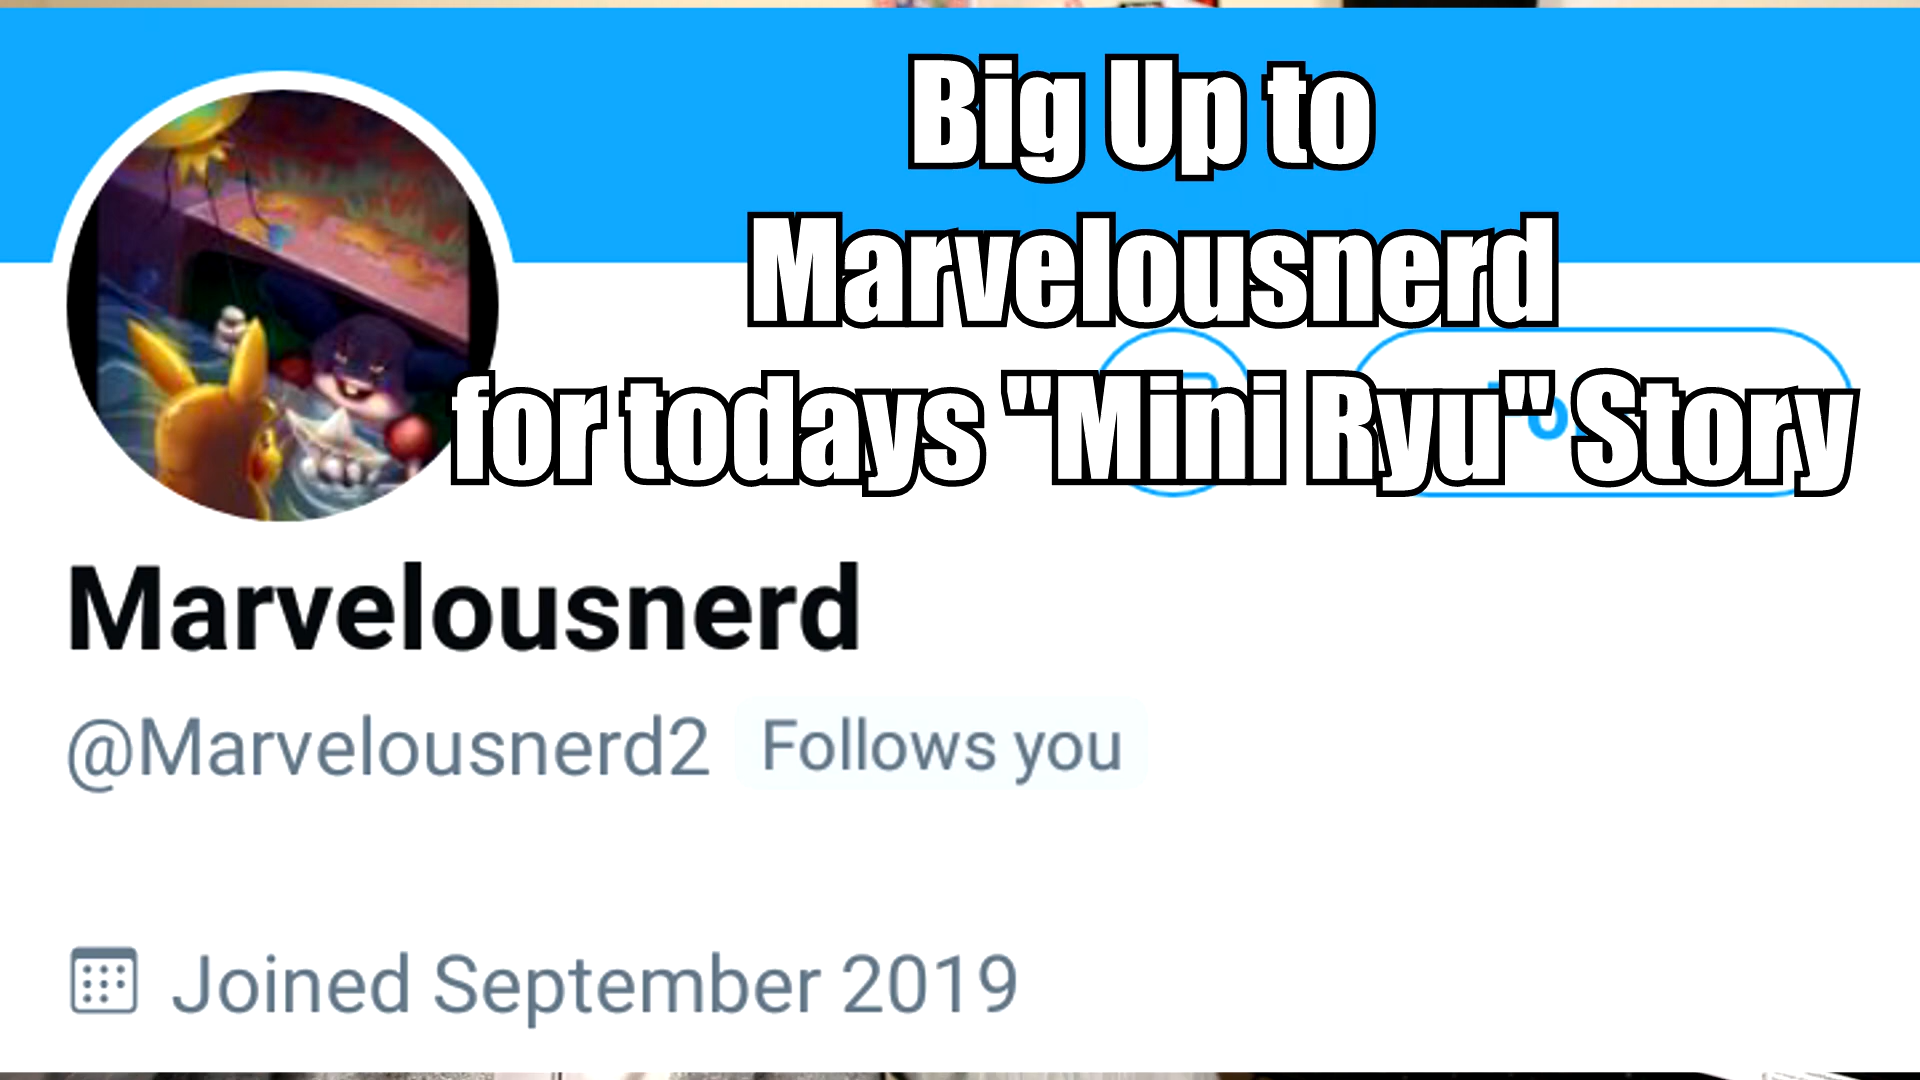 Big Up to
Marvelousnerd
for todays "Mini Ryu" Story
Marvelousnerd
@Marvelousnerd2 Follows you
Joined September 2019